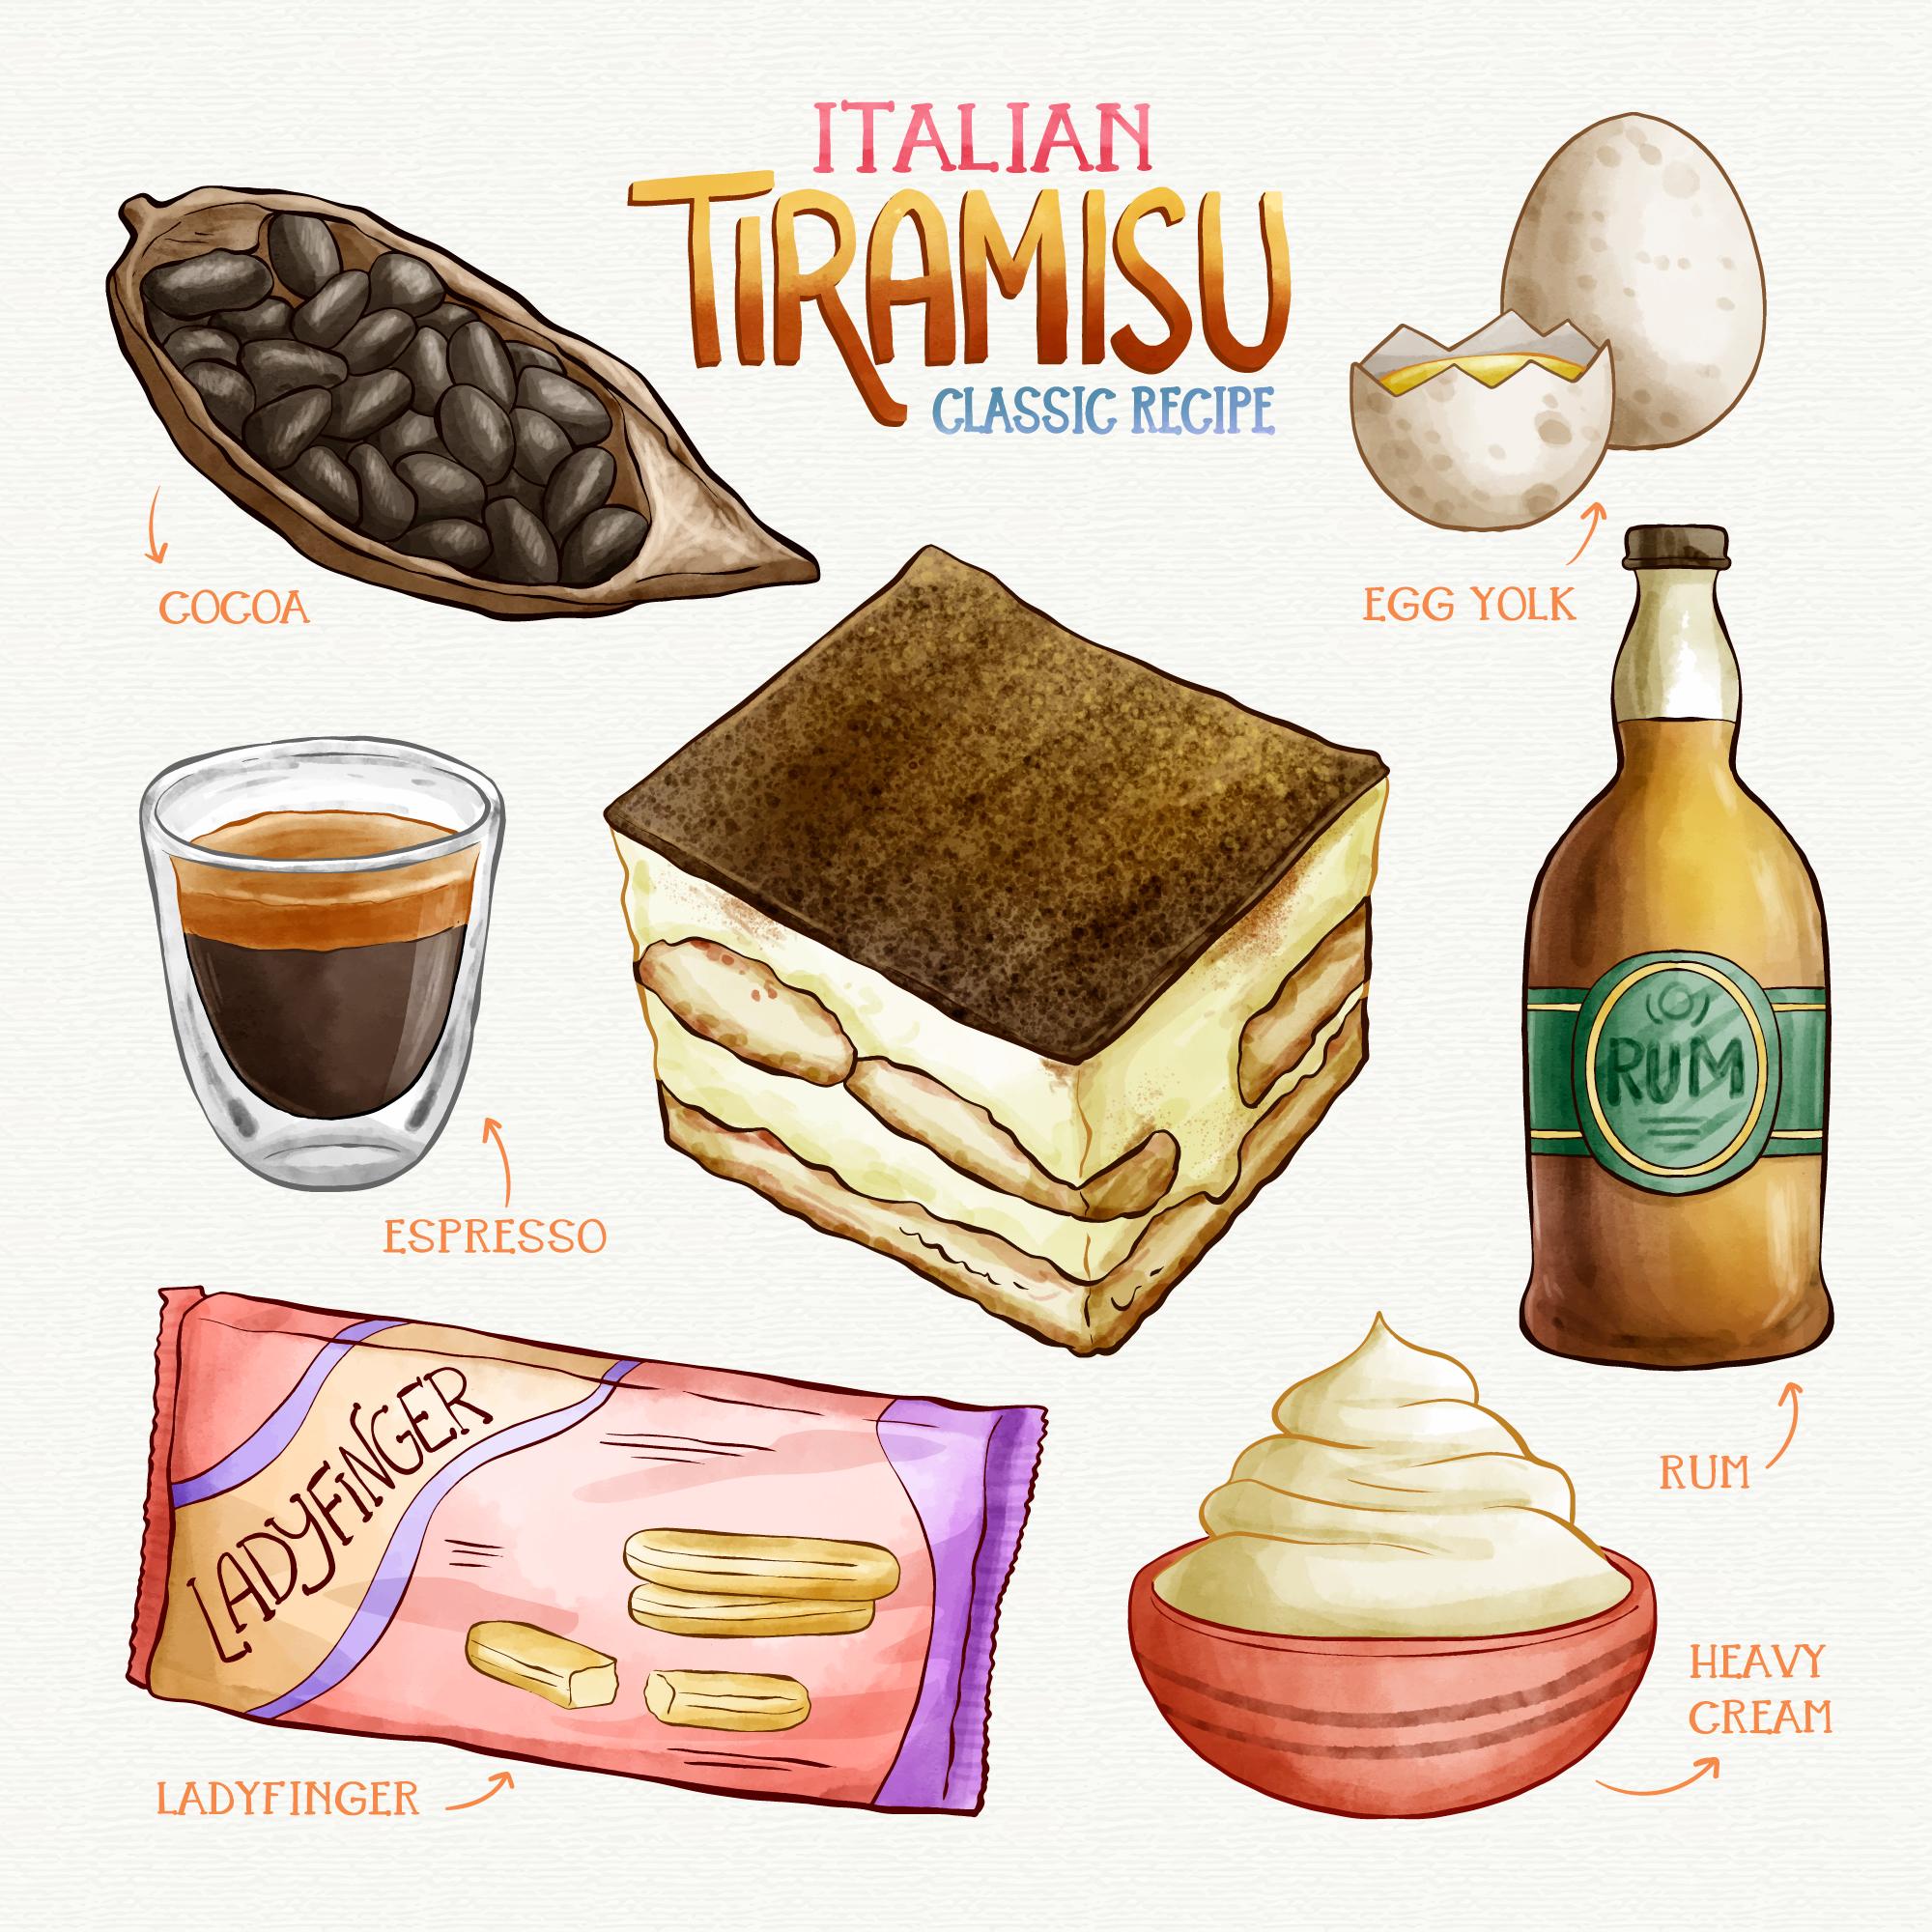 ITALIAN
TIRAMISU
CLASSIC RECIPE
COCOA
EGG YOLK
ESPRESSO
RUM
RUM
LADYFINGER
HEAVY
CREAM
LADYFINGER